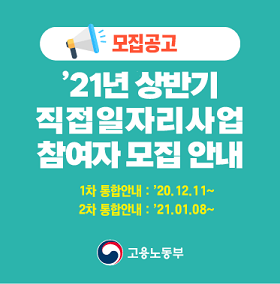 모집공고
’21년 상반기
직접일자리사업
참여자 모집 안내
1차 통합안내 : ’20.12.11~
2차 통합안내 : ’21.01.08~
고용노동부